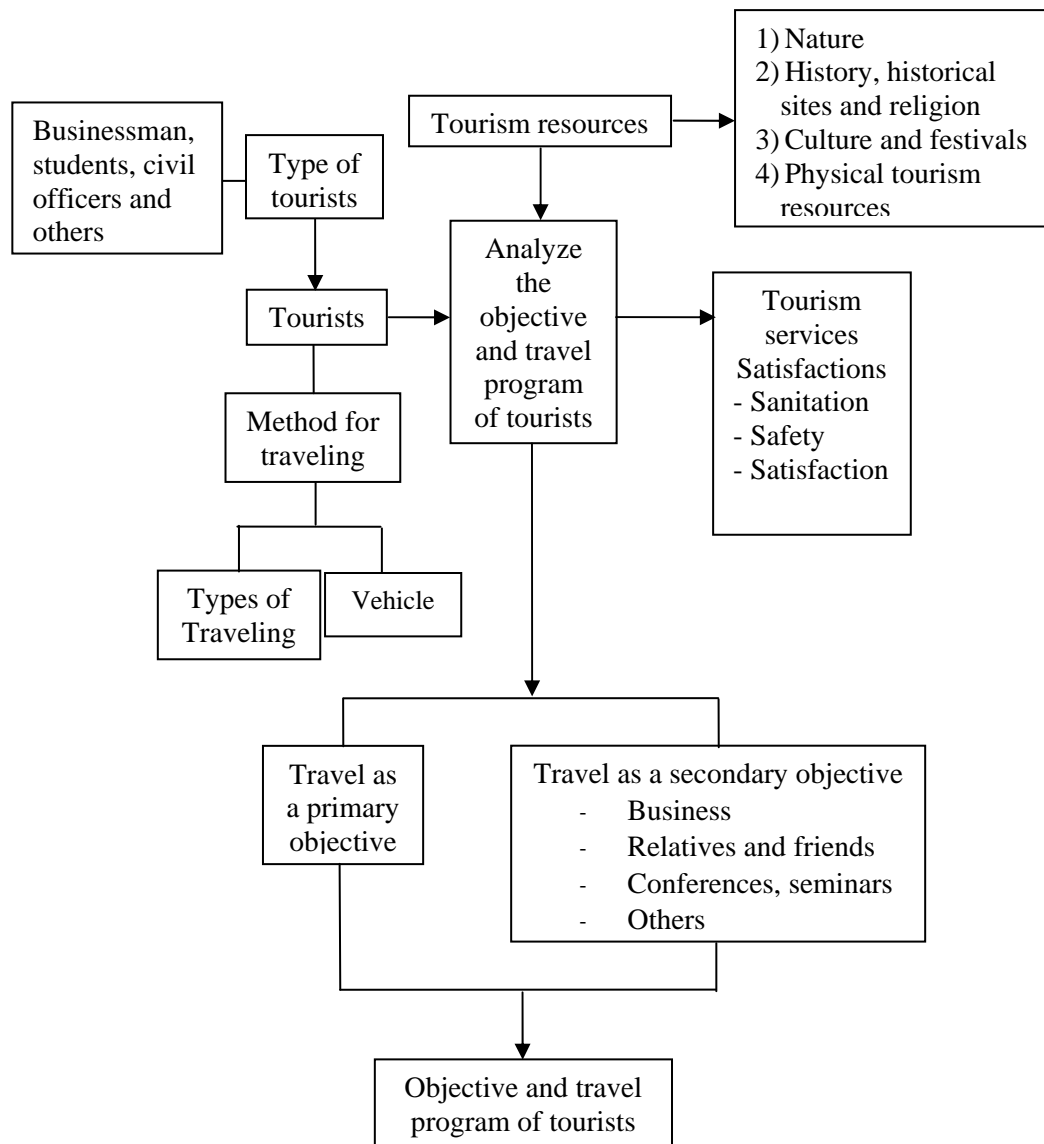 1) Nature
2) History, historical
sites and religion
3) Culture and festivals
4) Physical tourism
resources
Tourism resources
Businessman,
students, civil
officers and
others
Type of
tourists
Analyze
the
objective
and travel
program
of tourists
Tourists
Tourism
services
Satisfactions
- Sanitation
- Safety
- Satisfaction
Method for
traveling
Types of
Traveling
Vehicle
Travel as
a primary
objective
Travel as a secondary objective
- Business
- Relatives and friends
- Conferences, seminars
- Others
Objective and travel
program of tourists